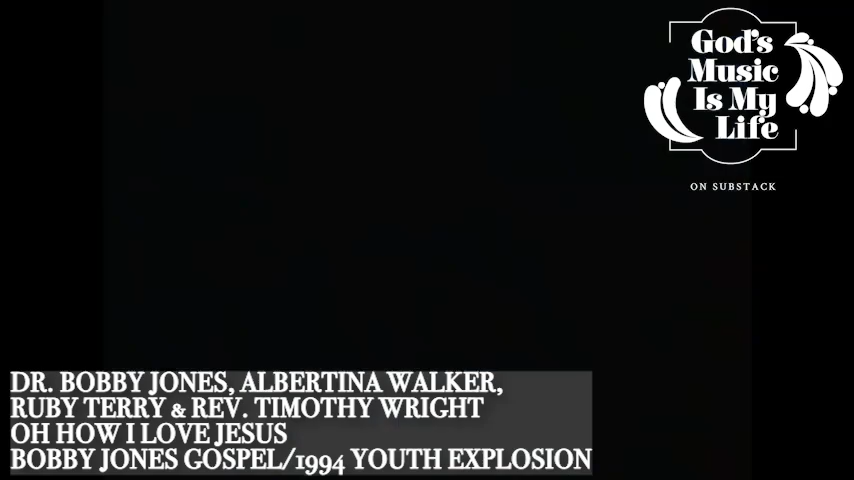 God's
Music
Is My
Life
ON SUBSTACK
DR. BOBBY JONES, ALBERTINA WALKER,
RUBY TERRY & REV. TIMOTHY WRIGHT
OH HOW I LOVE JESUS
BOBBY JONES GOSPEL/1994 YOUTH EXPLOSION